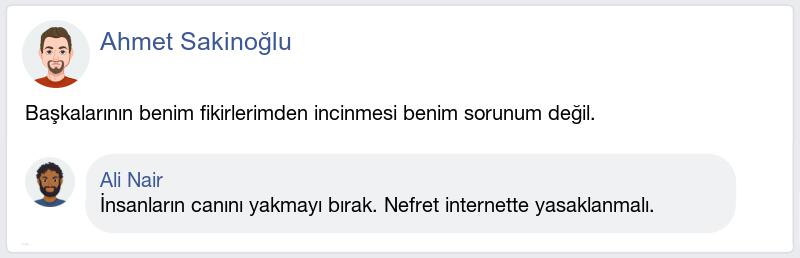 Ahmet Sakinoğlu
Başkalarının benim fikirlerimden incinmesi benim sorunum değil.
Ali Nair
İnsanların canını yakmayı bırak. Nefret internette yasaklanmalı.